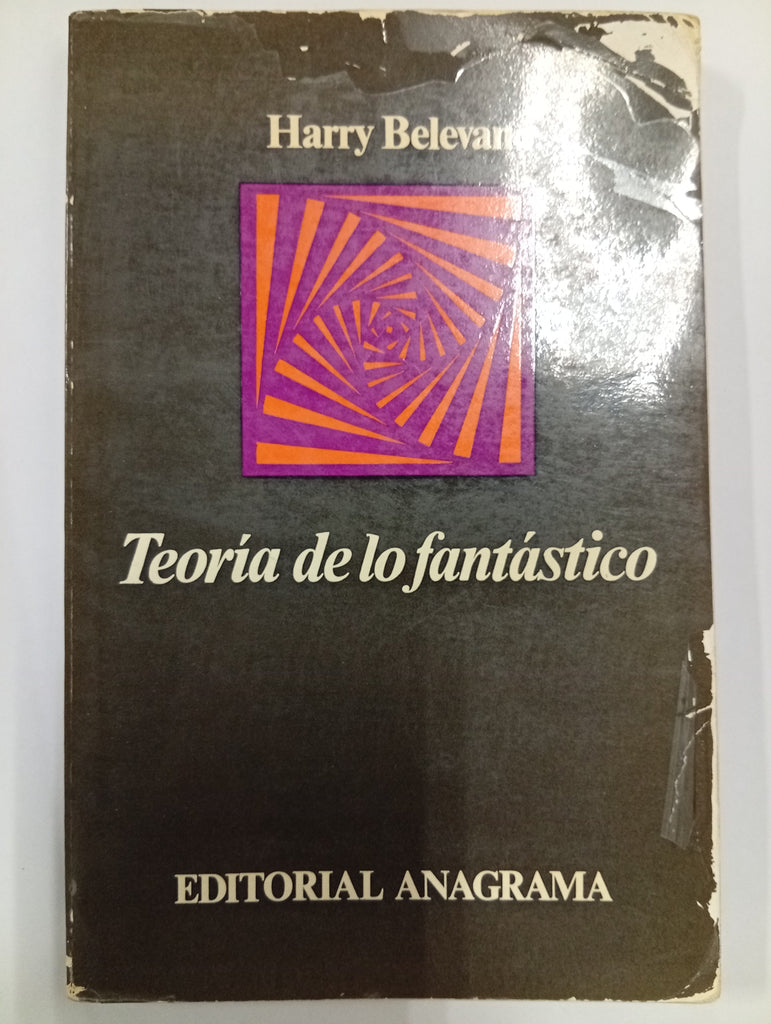 Harry Belevan
Teoría de lo fantástico
EDITORIAL ANAGRAMA